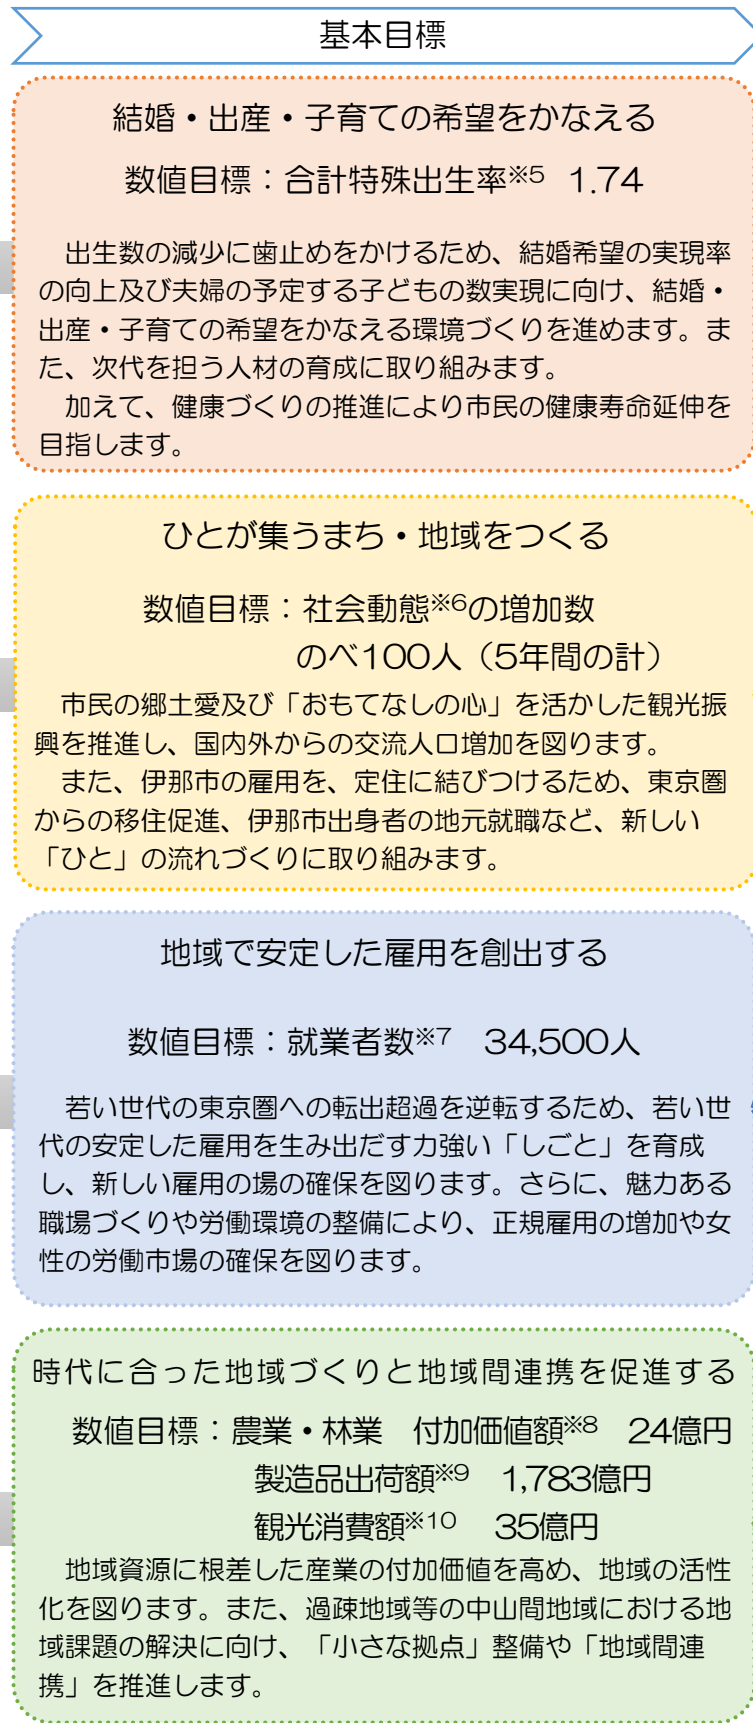 基本目標
結婚・出産・子育ての希望をかなえる
数値目標：合計特殊出生率※5 1.74
出生数の減少に歯止めをかけるため、結婚希望の実現率
の向上及び夫婦の予定する子どもの数実現に向け、結婚・
出産・子育ての希望をかなえる環境づくりを進めます。ま
た、次代を担う人材の育成に取り組みます。
加えて、健康づくりの推進により市民の健康寿命延伸を
目指します。
ひとが集うまち・地域をつくる
数値目標：社会動態※6の増加数
のべ100人（5年間の計）
市民の郷土愛及び「おもてなしの心」を活かした観光振
興を推進し、国内外からの交流人口増加を図ります。
また、伊那市の雇用を、定住に結びつけるため、東京圏
からの移住促進、伊那市出身者の地元就職など、新しい
「ひと」の流れづくりに取り組みます。
地域で安定した雇用を創出する
数値目標：就業者数※7　34,500人
若い世代の東京圏への転出超過を逆転するため、若い世
代の安定した雇用を生み出だす力強い「しごと」を育成
し、新しい雇用の場の確保を図ります。さらに、魅力ある
職場づくりや労働環境の整備により、正規雇用の増加や女
性の労働市場の確保を図ります。
時代に合った地域づくりと地域間連携を促進する
数値目標：農業・林業　付加価値額※8　24億円
製造品出荷額※9　1,783億円
観光消費額※10　35億円
地域資源に根差した産業の付加価値を高め、地域の活性
化を図ります。また、過疎地域等の中山間地域における地
域課題の解決に向け、「小さな拠点」整備や「地域間連
携」を推進します。